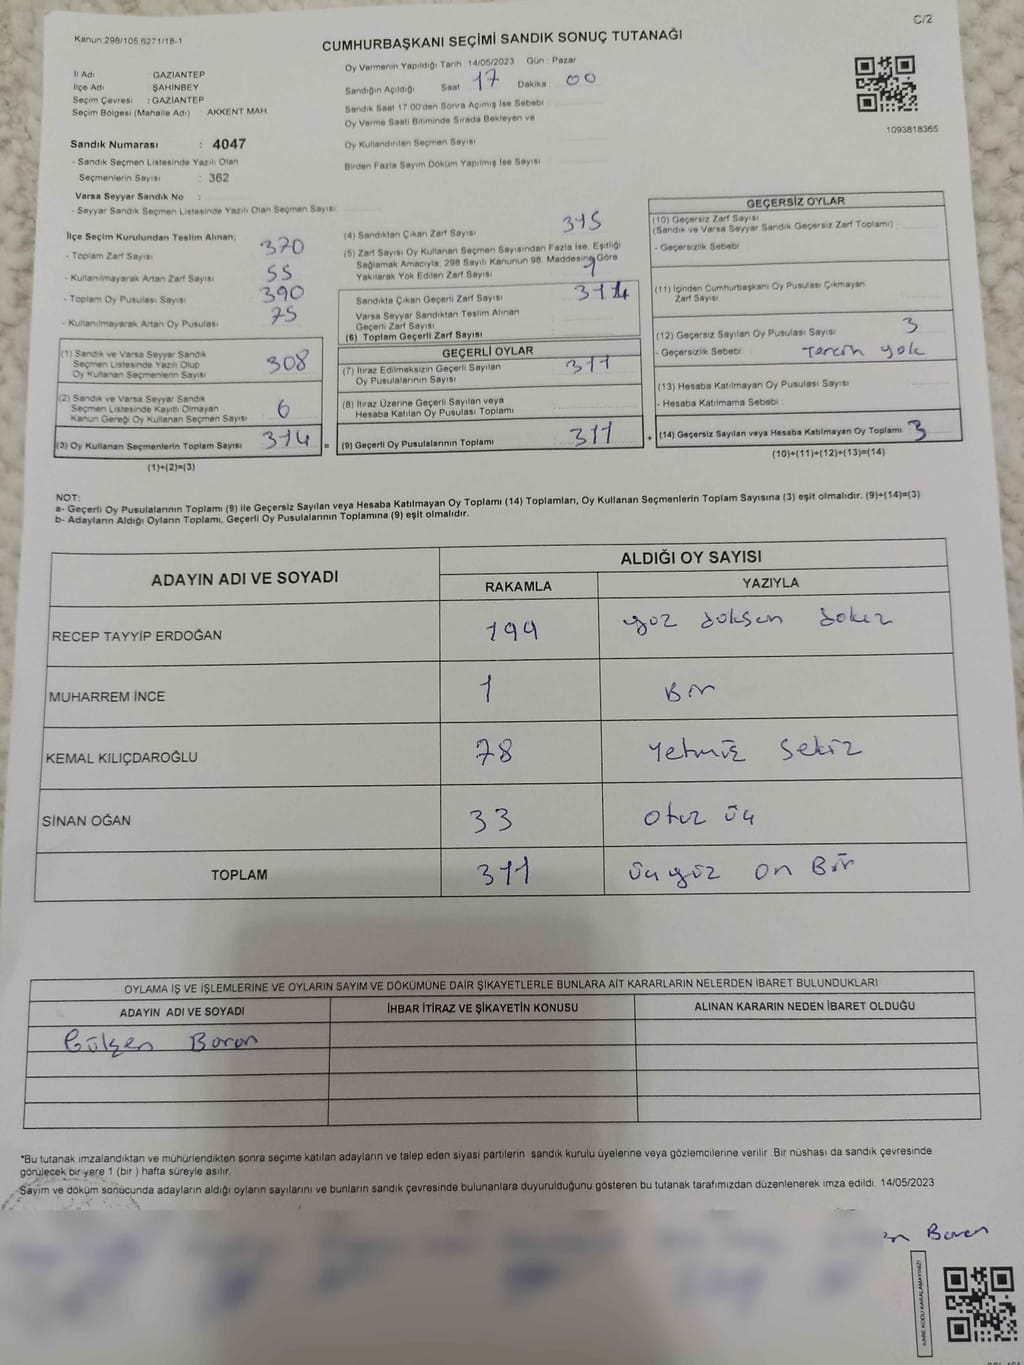 C/2
Kanun 298/105,6271/18-1
CUMHURBAŞKANI SEÇİMİ SANDIK SONUÇ TUTANAĞI
Oy Vermenin Yapıldığı Tarih 14/05/2023 Gün : Pazar
İl Adı GAZİANTEP
İlçe Adı ŞAHİNBEY
Seçim Çevresi : GAZİANTEP
Seçim Bölgesi (Mahalle Adı) AKKENT MAH.
Sandığın Açıldığı Saat 17 Dakika 00
Sandık Saat 17:00'den Sonra Açımış İse Sebebi
Oy Verme Saati Bitiminde Sırada Bekleyen ve
Oy Kullandırılan Seçmen Sayısı
Birden Fazla Sayım Döküm Yapılmış İse Sayısı
1093818365
Sandık Numarası : 4047
- Sandık Seçmen Listesinde Yazılı Olan
Seçmenlerin Sayısı : 362
Varsa Seyyar Sandık No :
- Seyyar Sandık Seçmen Listesinde Yazılı Olan Seçmen Sayısı
İlçe Seçim Kurulundan Teslim Alınan;
- Toplam Zarf Sayısı 370
- Kullanılmayarak Artan Zarf Sayısı 55
- Toplam Oy Pusulası Sayısı 390
- Kullanılmayarak Artan Oy Pusulası 75
(1) Sandık ve Varsa Seyyar Sandık
Seçmen Listesinde Yazılı Olup
Oy Kullanan Seçmenlerin Sayısı 308
(2) Sandık ve Varsa Seyyar Sandık
Seçmen Listesinde Kayıtlı Olmayan
Kanun Gereği Oy Kullanan Seçmen Sayısı 6
(3) Oy Kullanan Seçmenlerin Toplam Sayısı 314 =
(1)+(2)=(3)
(4) Sandıktan Çıkan Zarf Sayısı 315
(5) Zarf Sayısı Oy Kullanan Seçmen Sayısından Fazla İse, Eşitliği
Sağlamak Amacıyla, 298 Sayılı Kanunun 98. Maddesine Göre
Yakılarak Yok Edilen Zarf Sayısı 1
Sandıkta Çıkan Geçerli Zarf Sayısı 314
Varsa Seyyar Sandıktan Teslim Alınan
Geçerli Zarf Sayısı
(6) Toplam Geçerli Zarf Sayısı
GEÇERLİ OYLAR
(7) İtiraz Edilmeksizin Geçerli Sayılan
Oy Pusulalarının Sayısı 311
(8) İtiraz Üzerine Geçerli Sayılan veya
Hesaba Katılan Oy Pusulası Toplamı
(9) Geçerli Oy Pusulalarının Toplamı 311 +
GEÇERSİZ OYLAR
(10) Geçersiz Zarf Sayısı
(Sandık ve Varsa Seyyar Sandık Geçersiz Zarf Toplamı)
- Geçersizlik Sebebi
(11) İçinden Cumhurbaşkanı Oy Pusulası Çıkmayan
Zarf Sayısı
(12) Geçersiz Sayılan Oy Pusulası Sayısı 3
- Geçersizlik Sebebi Tercih yok
(13) Hesaba Katılmayan Oy Pusulası Sayısı
- Hesaba Katılmama Sebebi
(14) Geçersiz Sayılan veya Hesaba Katılmayan Oy Toplamı 3
(10)+(11)+(12)+(13)=(14)
NOT:
a- Geçerli Oy Pusulalarının Toplamı (9) ile Geçersiz Sayılan veya Hesaba Katılmayan Oy Toplamı (14) Toplamları, Oy Kullanan Seçmenlerin Toplam Sayısına (3) eşit olmalıdır. (9)+(14)=(3)
b- Adayların Aldığı Oyların Toplamı, Geçerli Oy Pusulalarının Toplamına (9) eşit olmalıdır.
ADAYIN ADI VE SOYADI
ALDIĞI OY SAYISI
RAKAMLA YAZIYLA
RECEP TAYYİP ERDOĞAN 199 yüz doksan dokuz
MUHARREM İNCE 1 Bir
KEMAL KILIÇDAROĞLU 78 Yetmiş sekiz
SİNAN OĞAN 33 otuz üç
TOPLAM 311 üçyüz on Bir
OYLAMA İŞ VE İŞLEMLERİNE VE OYLARIN SAYIM VE DÖKÜMÜNE DAİR ŞİKAYETLERLE BUNLARA AİT KARARLARIN NELERDEN İBARET BULUNDUKLARI
ADAYIN ADI VE SOYADI İHBAR İTİRAZ VE ŞİKAYETİN KONUSU ALINAN KARARIN NEDEN İBARET OLDUĞU
Gülşen Boran
*Bu tutanak imzalandıktan ve mühürlendikten sonra seçime katılan adayların ve talep eden siyasi partilerin sandık kurulu üyelerine veya gözlemcilerine verilir .Bir nüshası da sandık çevresinde
görülecek bir yere 1 (bir ) hafta süreyle asılır.
Sayım ve döküm sonucunda adayların aldığı oyların sayılarını ve bunların sandık çevresinde bulunanlara duyurulduğunu gösteren bu tutanak tarafımızdan düzenlenerek imza edildi. 14/05/2023
Boran
KARE KODU KARALAMAYINIZ!